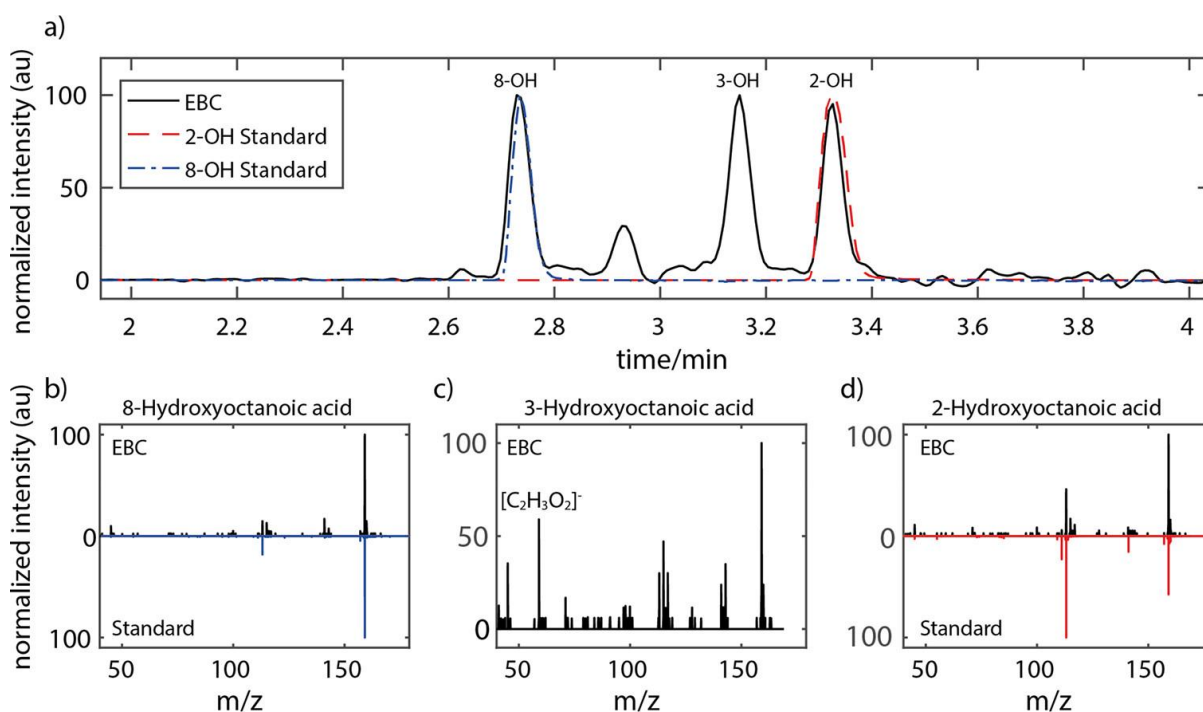 a)
normalized intensity (au)
100
50
0
EBC
2-OH Standard
8-OH Standard
8-OH
3-OH
2-OH
2 2.2 2.4 2.6 2.8 3 3.2 3.4 3.6 3.8 4
time/min
b)
8-Hydroxyoctanoic acid
normalized intensity (au)
100
EBC
0
Standard
100
50 100 150
m/z
c)
3-Hydroxyoctanoic acid
100
EBC
[C₂H₃O₂]⁻
50
0
50 100 150
m/z
d)
2-Hydroxyoctanoic acid
100
EBC
0
Standard
100
50 100 150
m/z